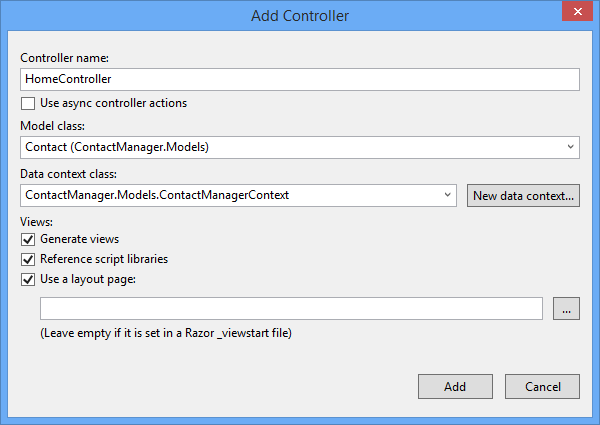 Add Controller
Controller name:
HomeController
Use async controller actions
Model class:
Contact (ContactManager.Models)
Data context class:
ContactManager.Models.ContactManagerContext
New data context...
Views:
Generate views
Reference script libraries
Use a layout page:
...
(Leave empty if it is set in a Razor _viewstart file)
Add
Cancel